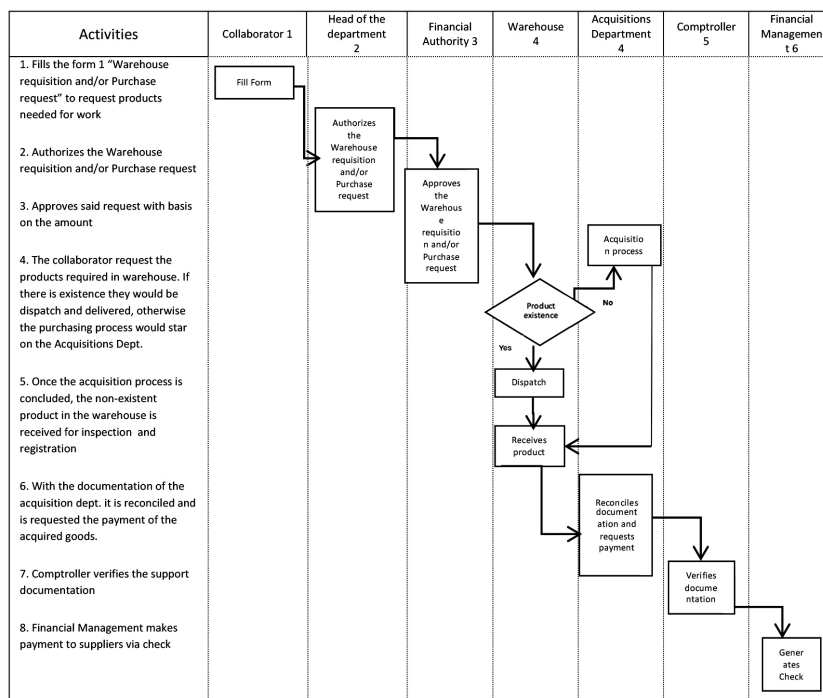 Activities
Collaborator 1
Head of the
department
2
Financial
Authority 3
Warehouse
4
Acquisitions
Department
4
Comptroller
5
Financial
Managemen
t 6
1. Fills the form 1 “Warehouse
requisition and/or Purchase
request” to request products
needed for work
2. Authorizes the Warehouse
requisition and/or Purchase request
3. Approves said request with basis
on the amount
4. The collaborator request the
products required in warehouse. If
there is existence they would be
dispatch and delivered, otherwise
the purchasing process would star
on the Acquisitions Dept.
5. Once the acquisition process is
concluded, the non-existent
product in the warehouse is
received for inspection and
registration
6. With the documentation of the
acquisition dept. it is reconciled and
is requested the payment of the
acquired goods.
7. Comptroller verifies the support
documentation
8. Financial Management makes
payment to suppliers via check
Fill Form
Authorizes
the
Warehouse
requisition
and/or
Purchase
request
Approves
the
Warehous
e
requisitio
n and/or
Purchase
request
Acquisitio
n process
Product
existence
No
Yes
Dispatch
Receives
product
Reconciles
document
ation and
requests
payment
Verifies
docume
ntation
Gener
ates
Check